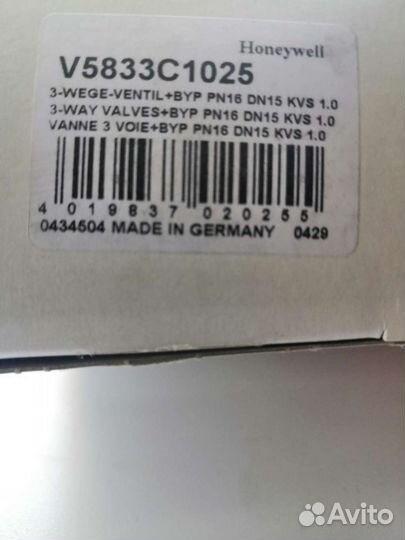 Honeywell
V5833C1025
3-WEGE-VENTIL+BYP PN16 DN15 KVS 1.0
3-WAY VALVES+BYP PN16 DN15 KVS 1.0
VANNE 3 VOIE+BYP PN16 DN15 KVS 1.0
4 019837 020255
0434504 MADE IN GERMANY 0429
Avito